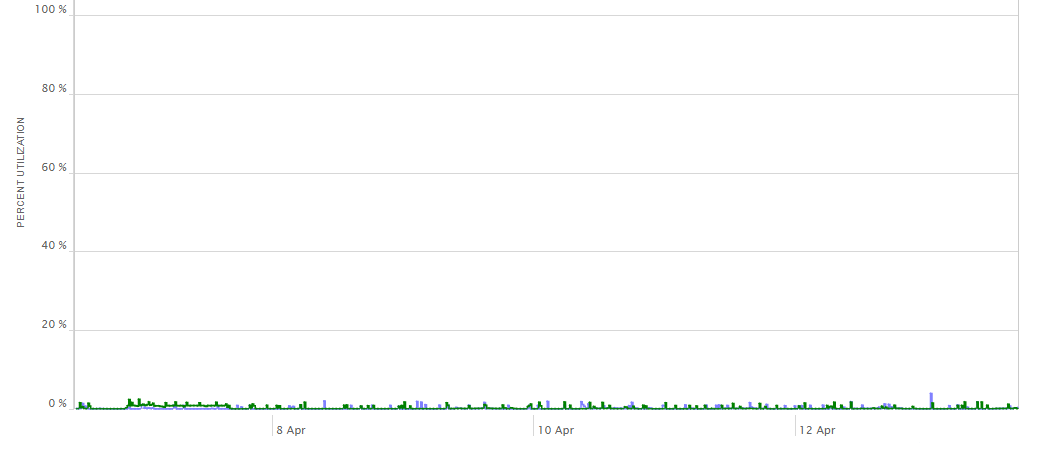 100 %
80 %
60 %
40 %
20 %
0 %
PERCENT UTILIZATION
8 Apr
10 Apr
12 Apr